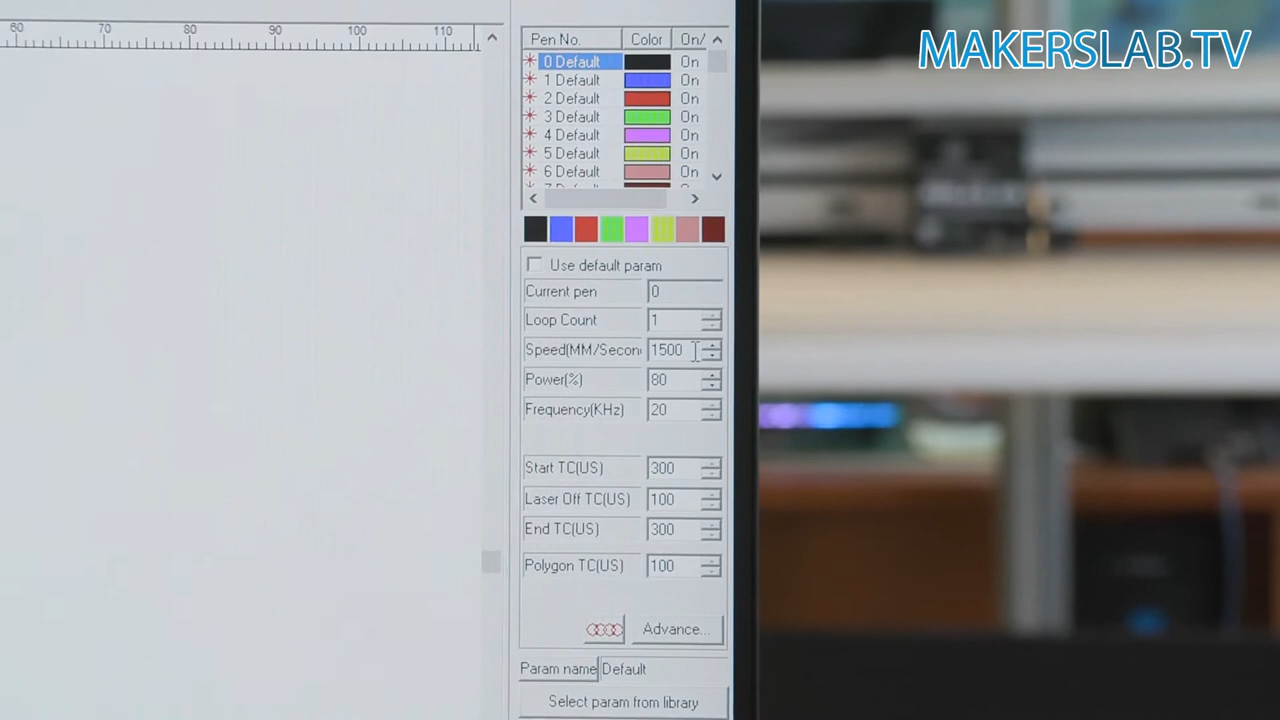 MAKERSLAB.TV
60 70 80 90 100 110
Pen No. Color On/
0 Default On
1 Default On
2 Default On
3 Default On
4 Default On
5 Default On
6 Default On
7 Default On
Use default param
Current pen 0
Loop Count 1
Speed(MM/Secon 1500
Power(%) 80
Frequency(KHz) 20
Start TC(US) 300
Laser Off TC(US) 100
End TC(US) 300
Polygon TC(US) 100
Advance...
Param name Default
Select param from library